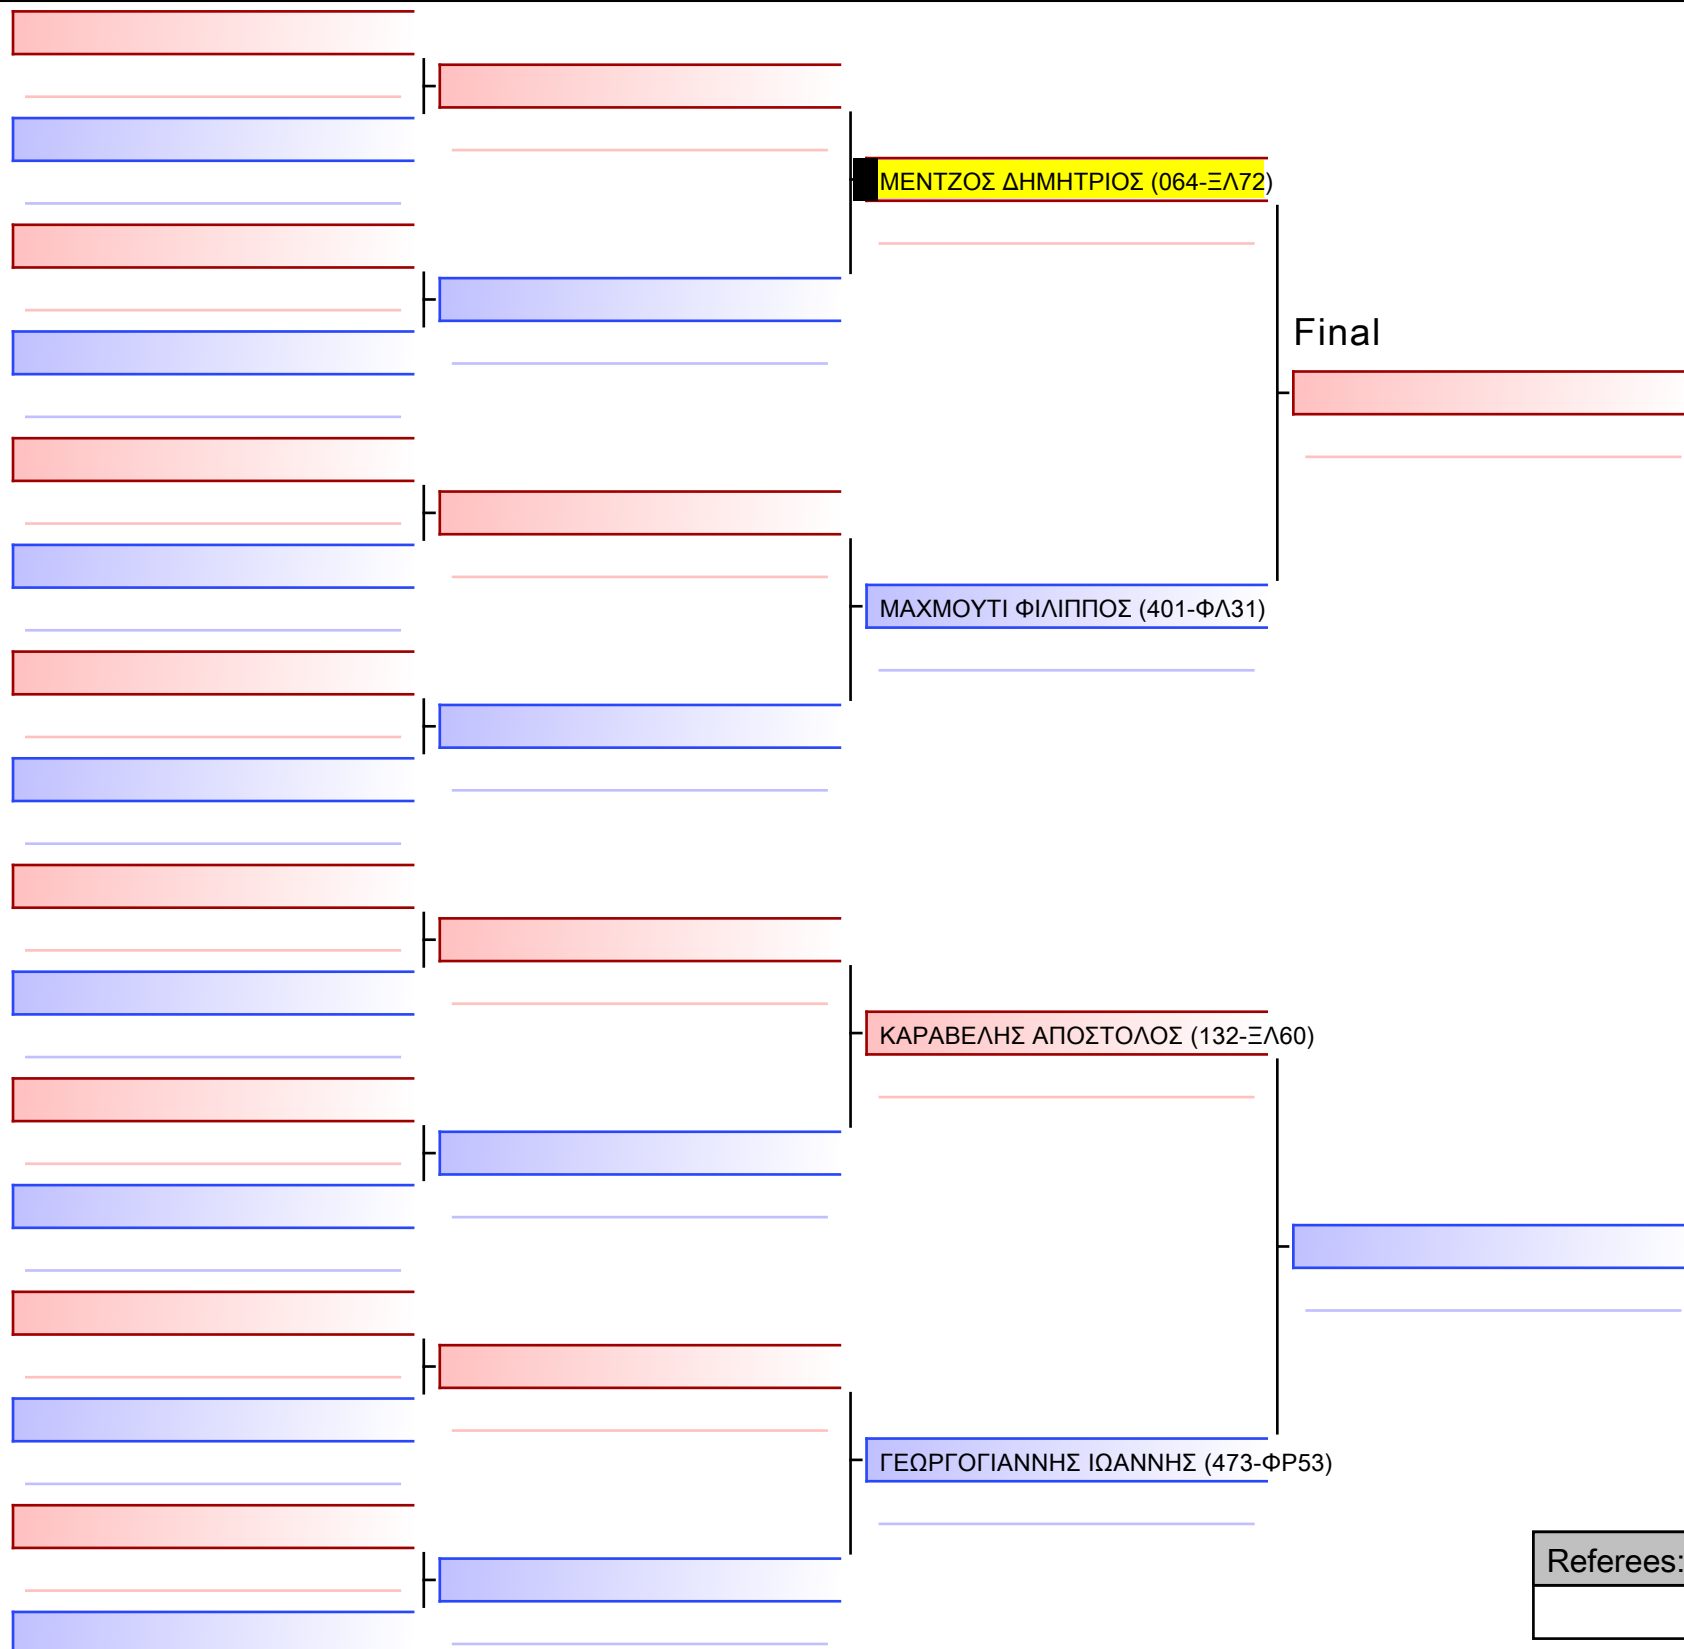 ΜΕΝΤΖΟΣ ΔΗΜΗΤΡΙΟΣ (064-ΞΛ72)
Final
ΜΑΧΜΟΥΤΙ ΦΙΛΙΠΠΟΣ (401-ΦΛ31)
ΚΑΡΑΒΕΛΗΣ ΑΠΟΣΤΟΛΟΣ (132-ΞΛ60)
ΓΕΩΡΓΟΓΙΑΝΝΗΣ ΙΩΑΝΝΗΣ (473-ΦΡ53)
Referees: